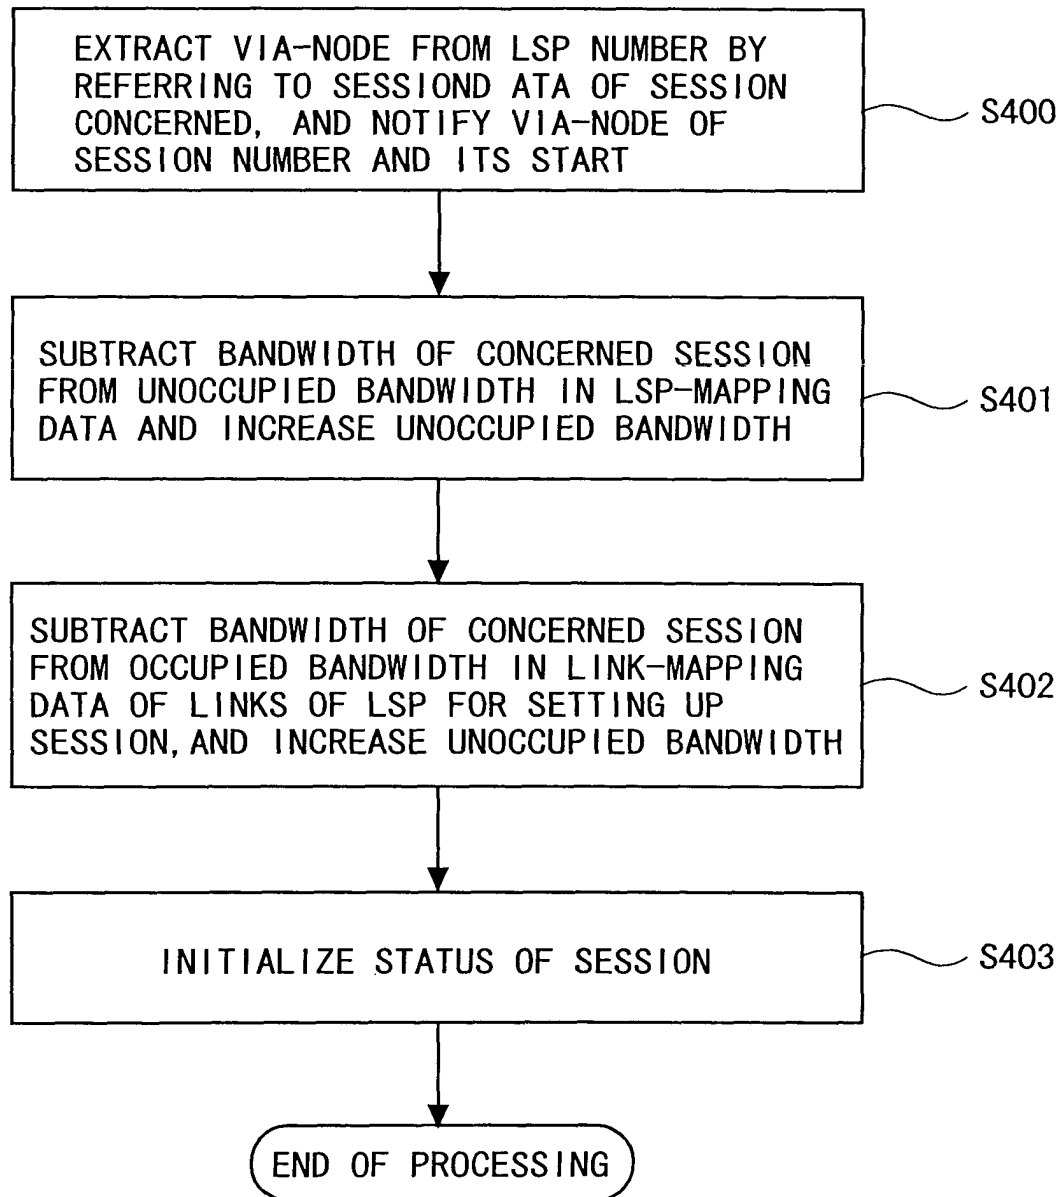 EXTRACT VIA-NODE FROM LSP NUMBER BY
REFERRING TO SESSIOND ATA OF SESSION
CONCERNED, AND NOTIFY VIA-NODE OF
SESSION NUMBER AND ITS START
S400
SUBTRACT BANDWIDTH OF CONCERNED SESSION
FROM UNOCCUPIED BANDWIDTH IN LSP-MAPPING
DATA AND INCREASE UNOCCUPIED BANDWIDTH
S401
SUBTRACT BANDWIDTH OF CONCERNED SESSION
FROM OCCUPIED BANDWIDTH IN LINK-MAPPING
DATA OF LINKS OF LSP FOR SETTING UP
SESSION, AND INCREASE UNOCCUPIED BANDWIDTH
S402
INITIALIZE STATUS OF SESSION
S403
END OF PROCESSING